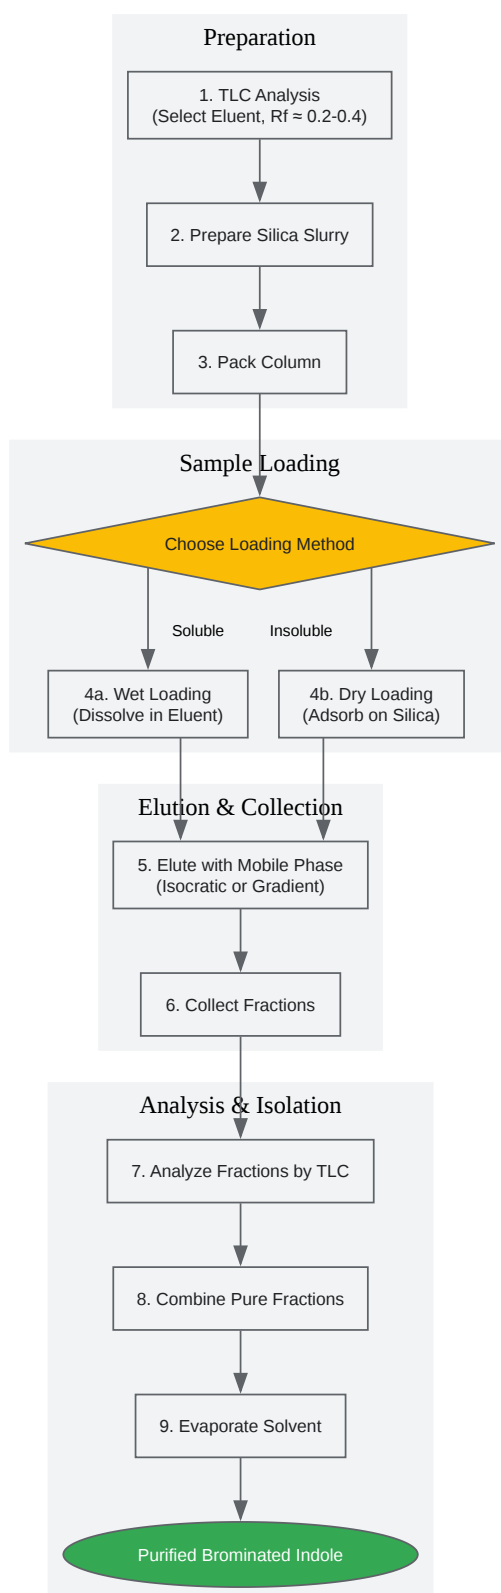 Preparation
1. TLC Analysis
(Select Eluent, Rf ≈ 0.2-0.4)
2. Prepare Silica Slurry
3. Pack Column
Sample Loading
Choose Loading Method
Soluble
Insoluble
4a. Wet Loading
(Dissolve in Eluent)
4b. Dry Loading
(Adsorb on Silica)
Elution & Collection
5. Elute with Mobile Phase
(Isocratic or Gradient)
6. Collect Fractions
Analysis & Isolation
7. Analyze Fractions by TLC
8. Combine Pure Fractions
9. Evaporate Solvent
Purified Brominated Indole